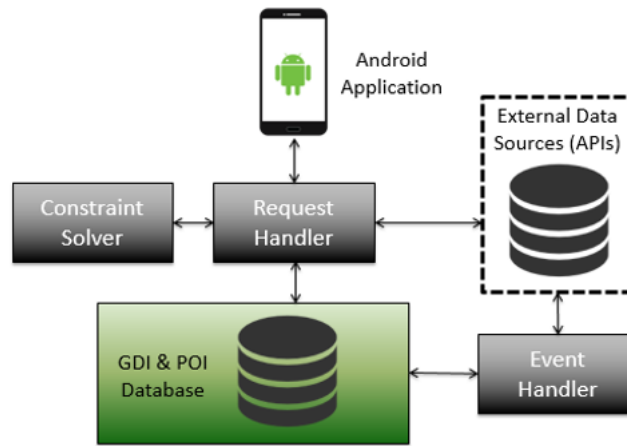 Android
Application
External Data
Sources (APIs)
Constraint
Solver
Request
Handler
GDI & POI
Database
Event
Handler